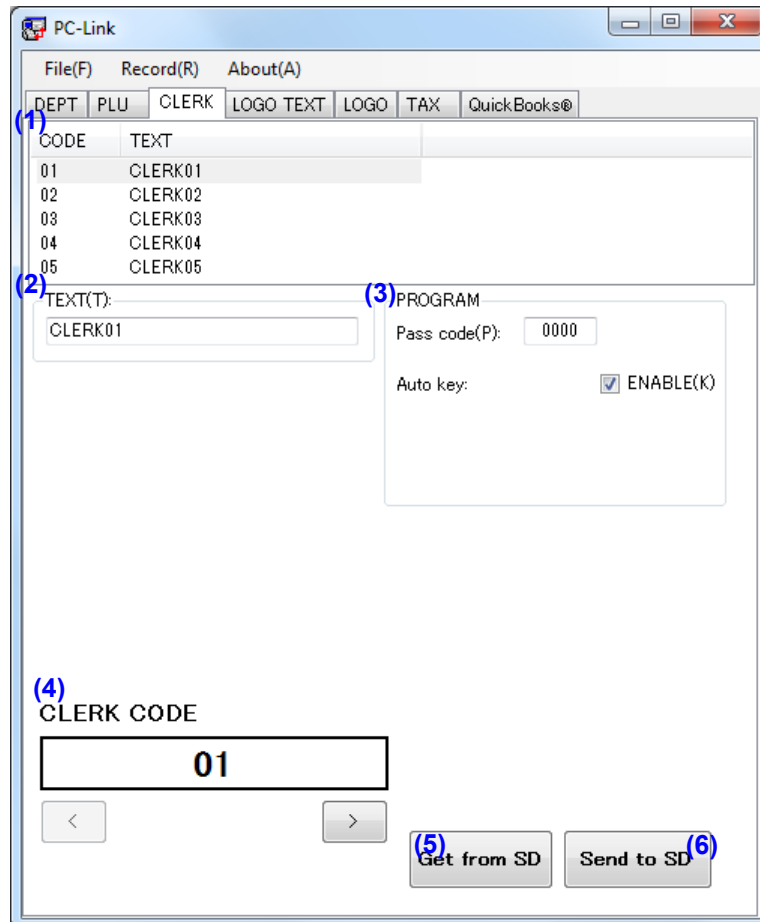 PC-Link
File(F) Record(R) About(A)
DEPT PLU CLERK LOGO TEXT LOGO TAX QuickBooks®
(1)
CODE TEXT
01 CLERK01
02 CLERK02
03 CLERK03
04 CLERK04
05 CLERK05
(2) TEXT(T): (3) PROGRAM
CLERK01 Pass code(P): 0000
Auto key: ENABLE(K)
(4)
CLERK CODE
01
< >
(5) Get from SD Send to SD (6)